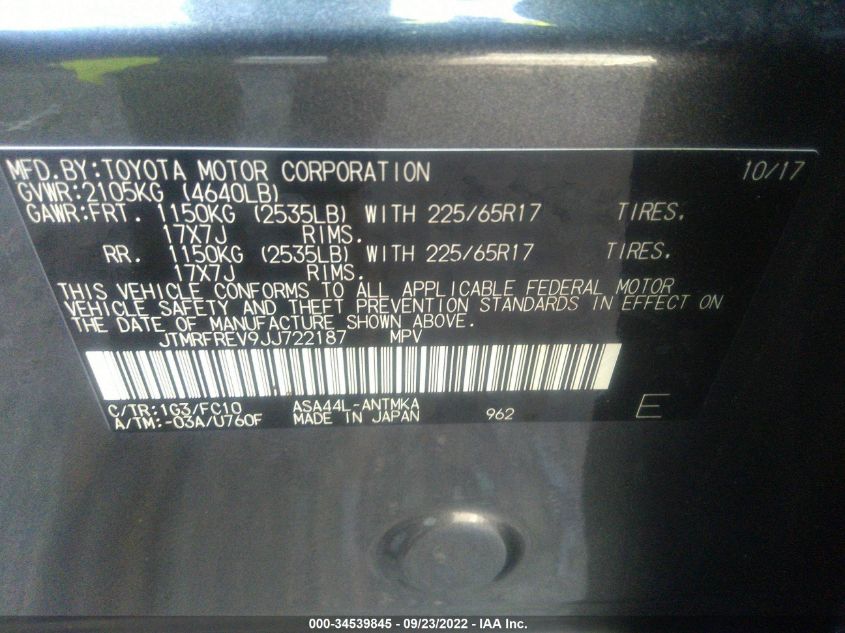 MFD.BY:TOYOTA MOTOR CORPORATION 10/17
GVWR:2105KG (4640LB)
GAWR:FRT. 1150KG (2535LB) WITH 225/65R17 TIRES.
17X7J RIMS.
RR. 1150KG (2535LB) WITH 225/65R17 TIRES.
17X7J RIMS.
THIS VEHICLE CONFORMS TO ALL APPLICABLE FEDERAL MOTOR
VEHICLE SAFETY AND THEFT PREVENTION STANDARDS IN EFFECT ON
THE DATE OF MANUFACTURE SHOWN ABOVE.
JTMRFREV9JJ722187 MPV
C/TR:1G3/FC10 ASA44L-ANTMKA
A/TM:-03A/U760F MADE IN JAPAN 962 E
000-34539845 - 09/23/2022 - IAA Inc.